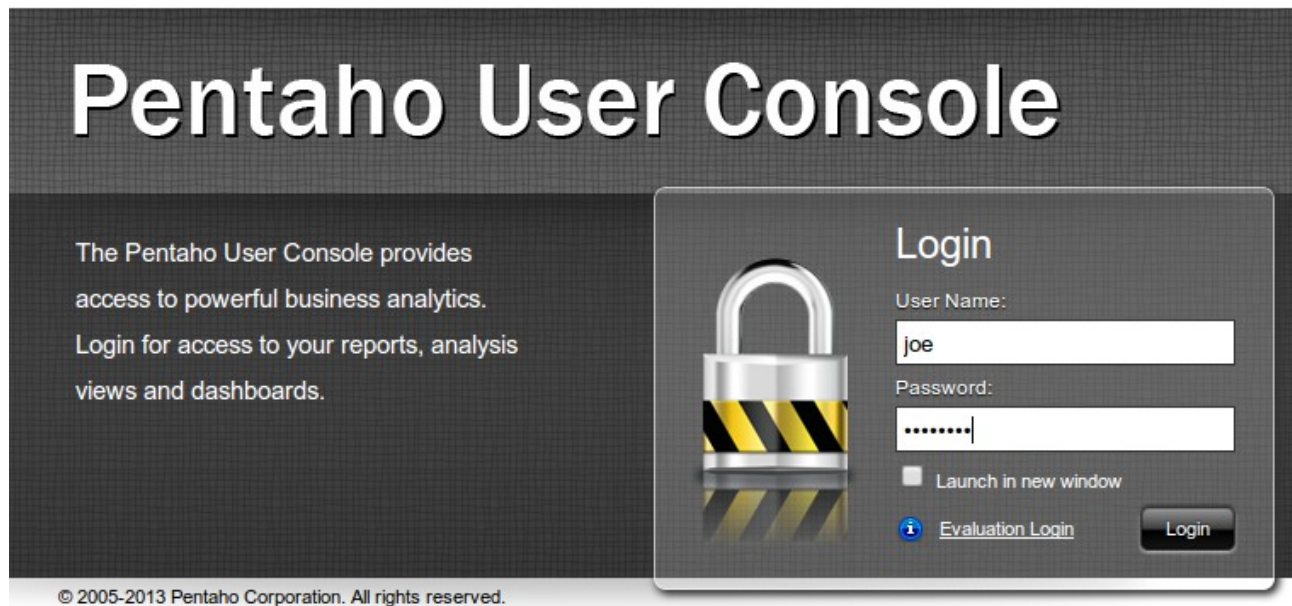 Pentaho User Console
The Pentaho User Console provides
access to powerful business analytics.
Login for access to your reports, analysis
views and dashboards.
Login
User Name:
joe
Password:
••••••••
Launch in new window
Evaluation Login
Login
© 2005-2013 Pentaho Corporation. All rights reserved.